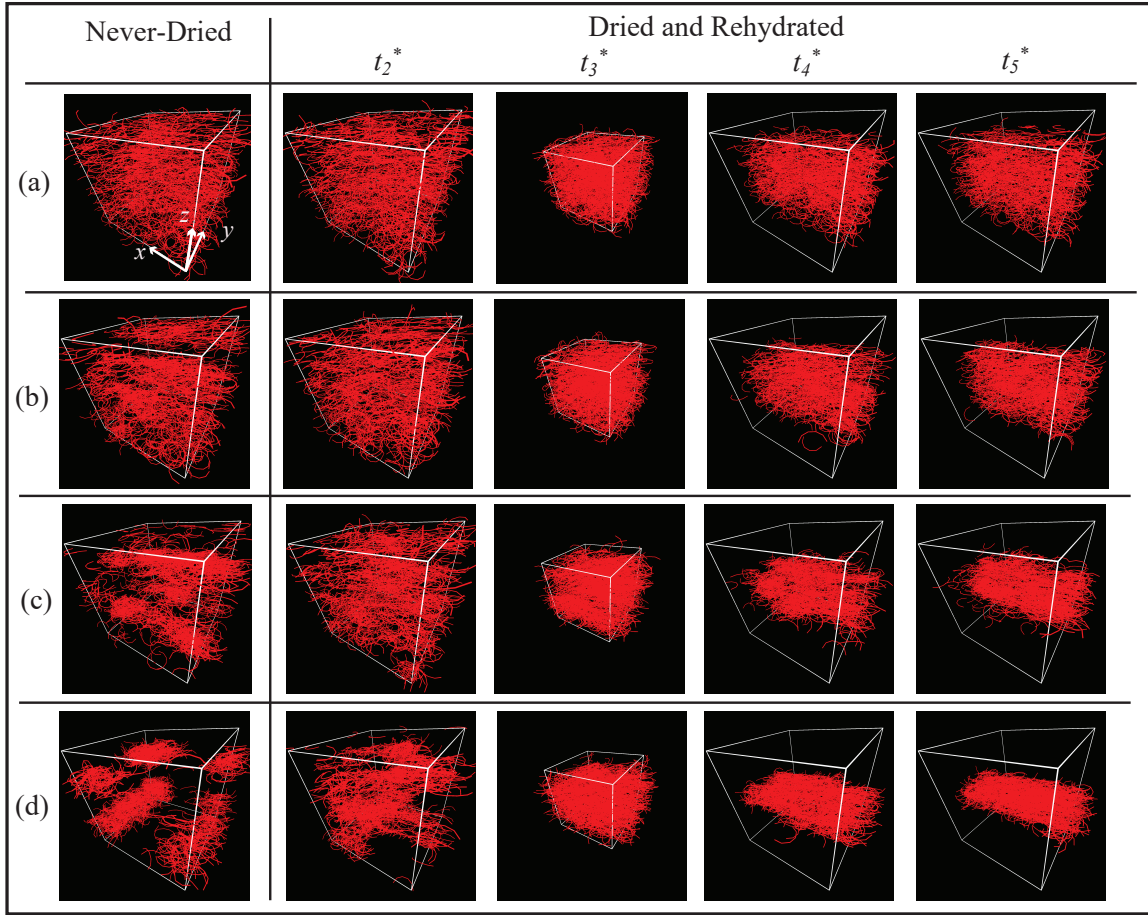 Never-Dried
Dried and Rehydrated
t₂* t₃* t₄* t₅*
(a)
z
y
x
(b)
(c)
(d)